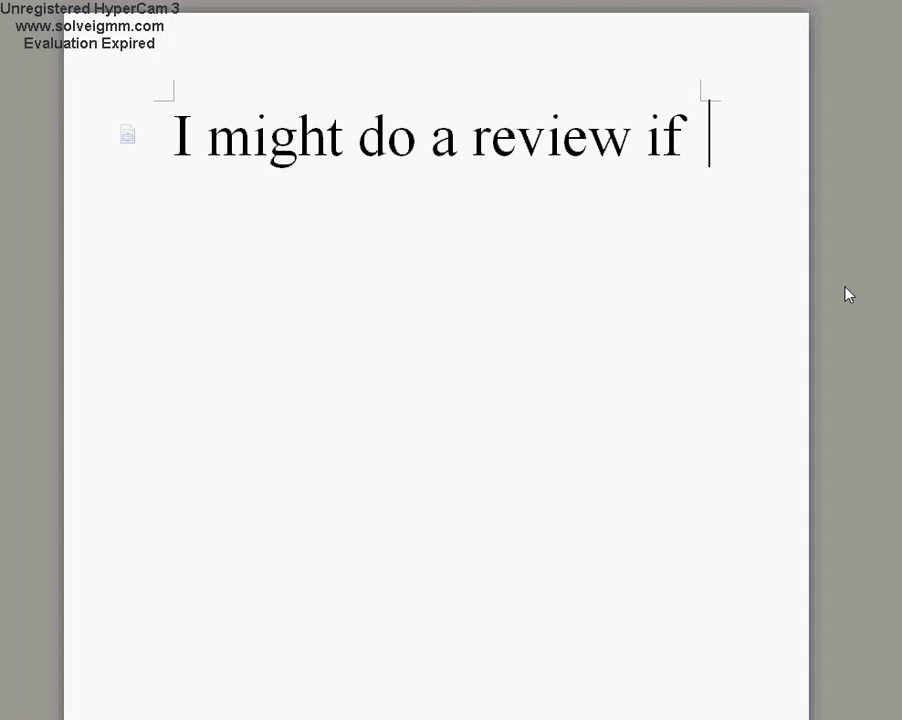 Unregistered HyperCam 3
www.solveigmm.com
Evaluation Expired
I might do a review if